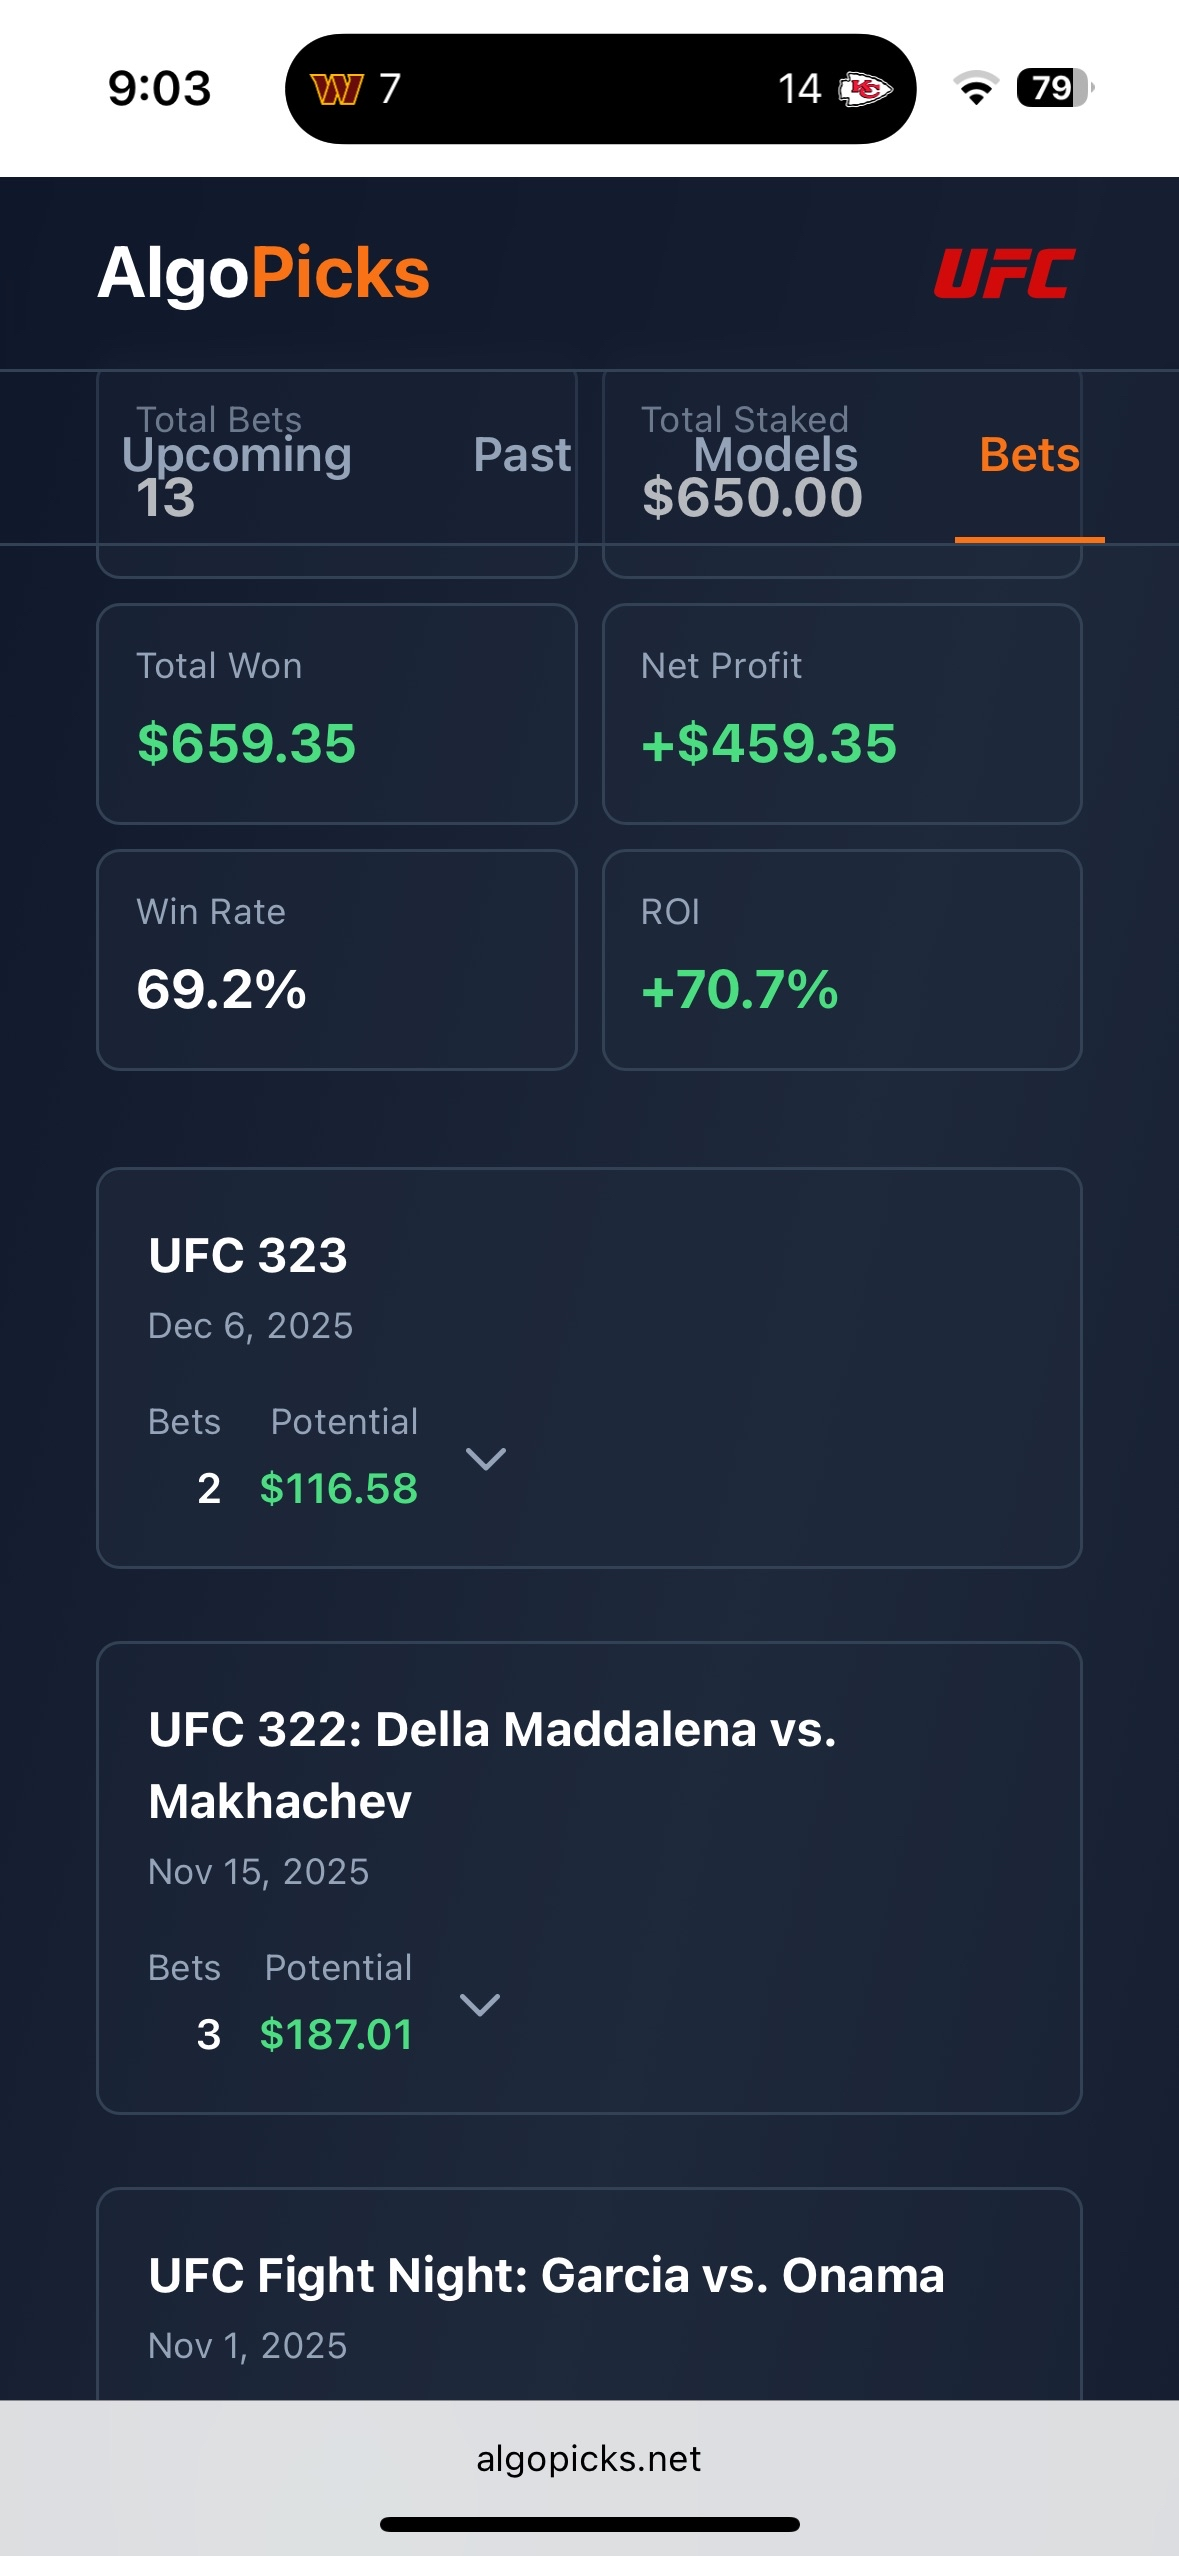 9:03
7
14
79
AlgoPicks
UFC
Total Bets
Total Staked
Upcoming Past Models Bets
13
$650.00
Total Won
Net Profit
$659.35
+$459.35
Win Rate
ROI
69.2%
+70.7%
UFC 323
Dec 6, 2025
Bets Potential
2 $116.58
UFC 322: Della Maddalena vs.
Makhachev
Nov 15, 2025
Bets Potential
3 $187.01
UFC Fight Night: Garcia vs. Onama
Nov 1, 2025
algopicks.net